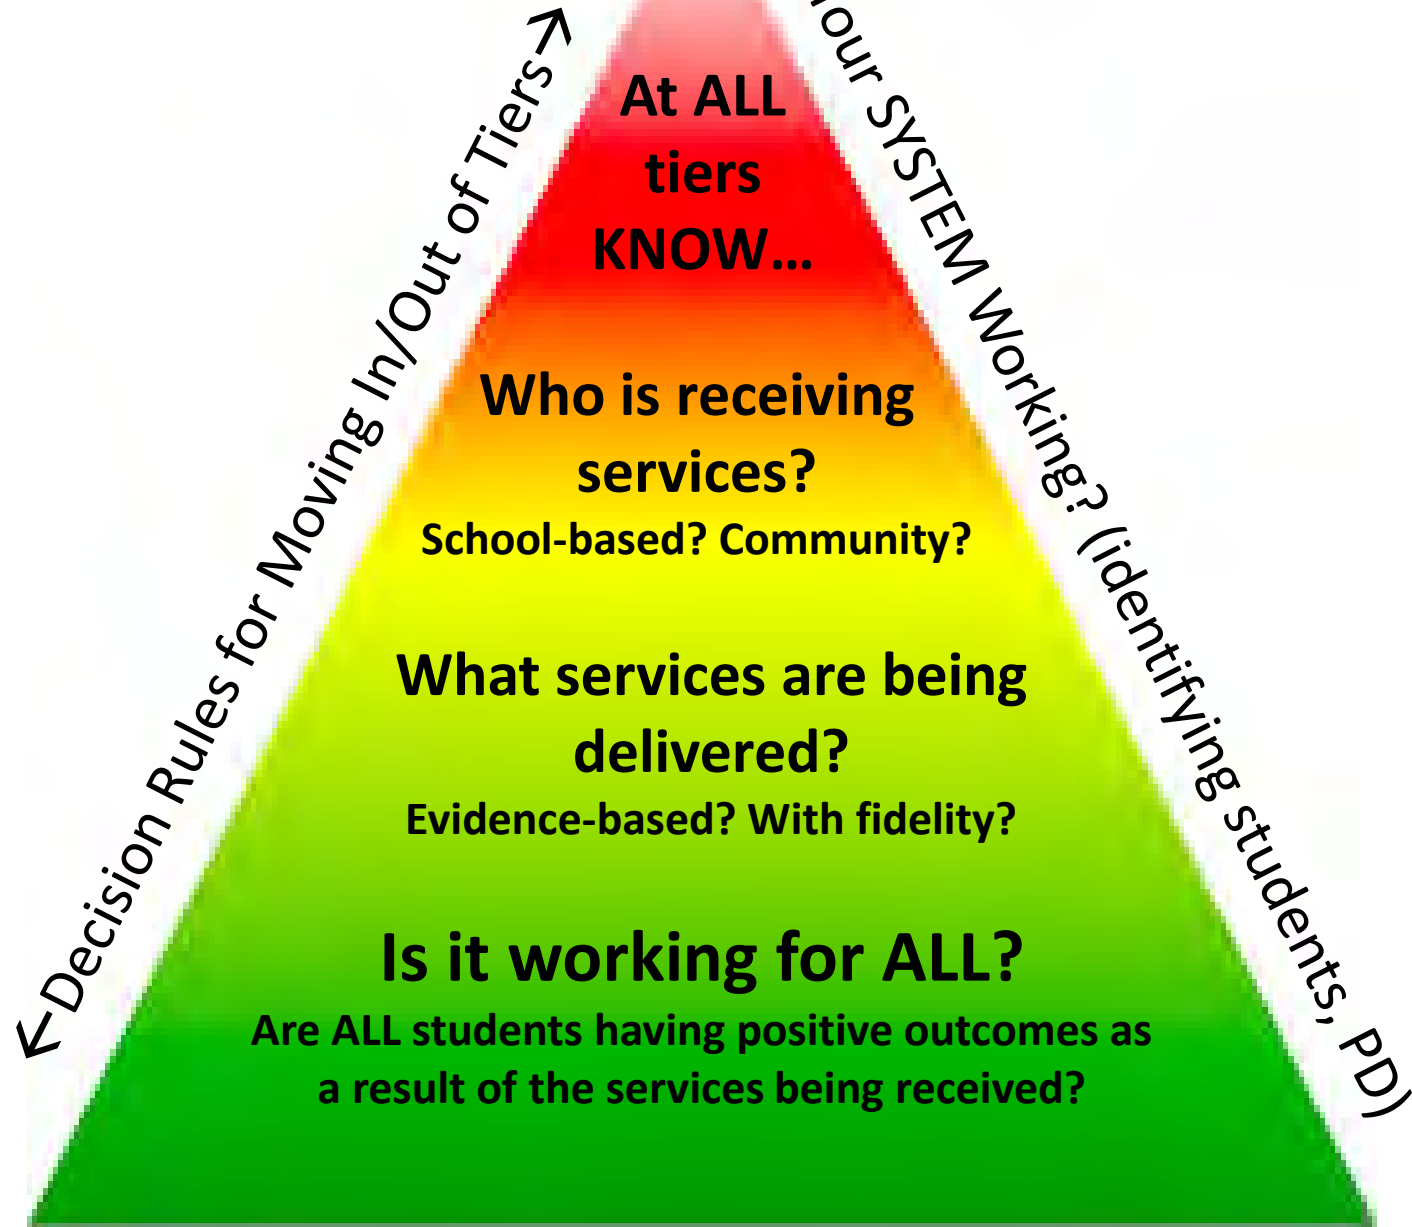 At ALL
tiers
KNOW...
Who is receiving
services?
School-based? Community?
What services are being
delivered?
Evidence-based? With fidelity?
Is it working for ALL?
Are ALL students having positive outcomes as
a result of the services being received?
←Decision Rules for Moving In/Out of Tiers→
our SYSTEM Working? (identifying students, PD)